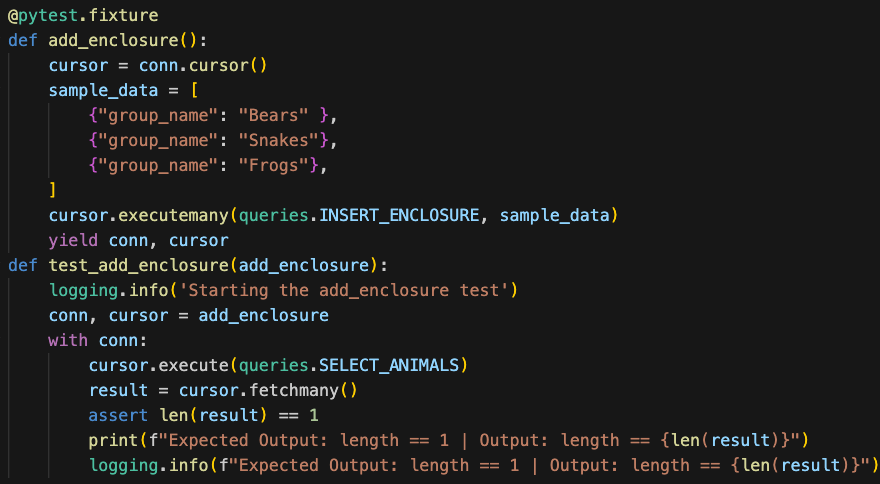 @pytest.fixture
def add_enclosure():
    cursor = conn.cursor()
    sample_data = [
        {"group_name": "Bears" },
        {"group_name": "Snakes"},
        {"group_name": "Frogs"},
    ]
    cursor.executemany(queries.INSERT_ENCLOSURE, sample_data)
    yield conn, cursor
def test_add_enclosure(add_enclosure):
    logging.info('Starting the add_enclosure test')
    conn, cursor = add_enclosure
    with conn:
        cursor.execute(queries.SELECT_ANIMALS)
        result = cursor.fetchmany()
        assert len(result) == 1
        print(f"Expected Output: length == 1 | Output: length == {len(result)}")
        logging.info(f"Expected Output: length == 1 | Output: length == {len(result)}")